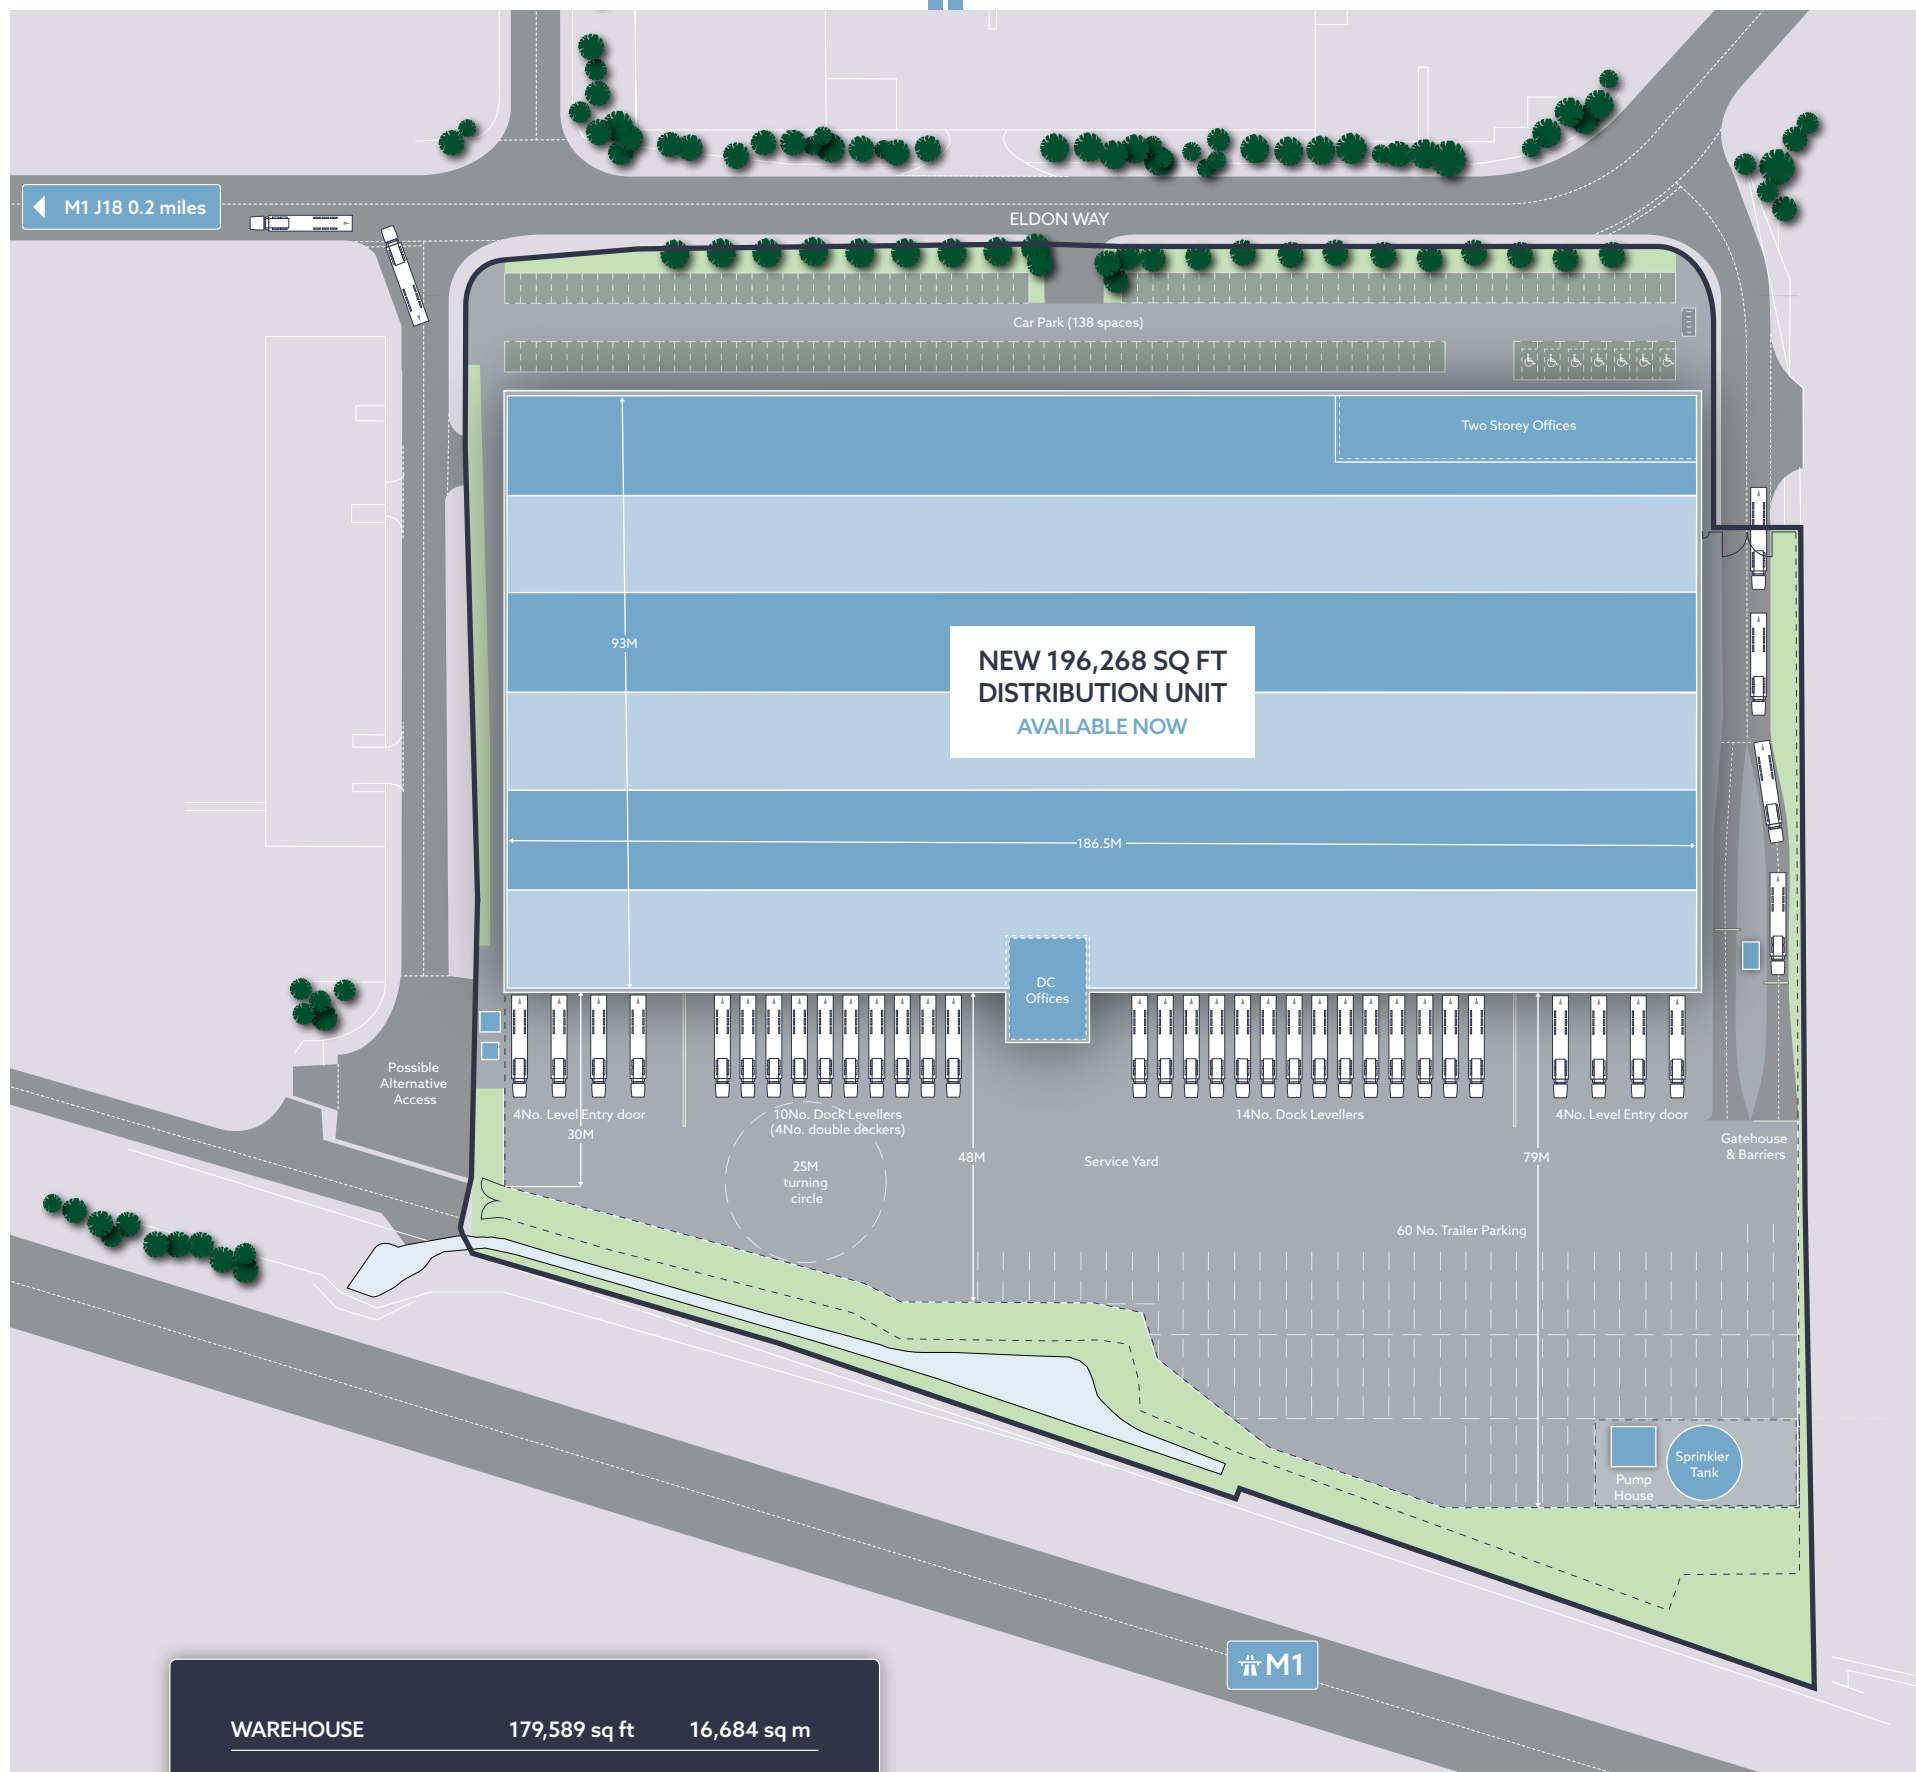 M1 J18 0.2 miles
ELDON WAY
Car Park (138 spaces)
Two Storey Offices
93M
NEW 196,268 SQ FT
DISTRIBUTION UNIT
AVAILABLE NOW
186.5M
DC
Offices
Possible
Alternative
Access
4No. Level Entry door
30M
10No. Dock Levellers
(4No. double deckers)
25M
turning
circle
48M
Service Yard
14No. Dock Levellers
4No. Level Entry door
79M
Gatehouse
& Barriers
60 No. Trailer Parking
Pump
House
Sprinkler
Tank
M1
WAREHOUSE 179,589 sq ft 16,684 sq m